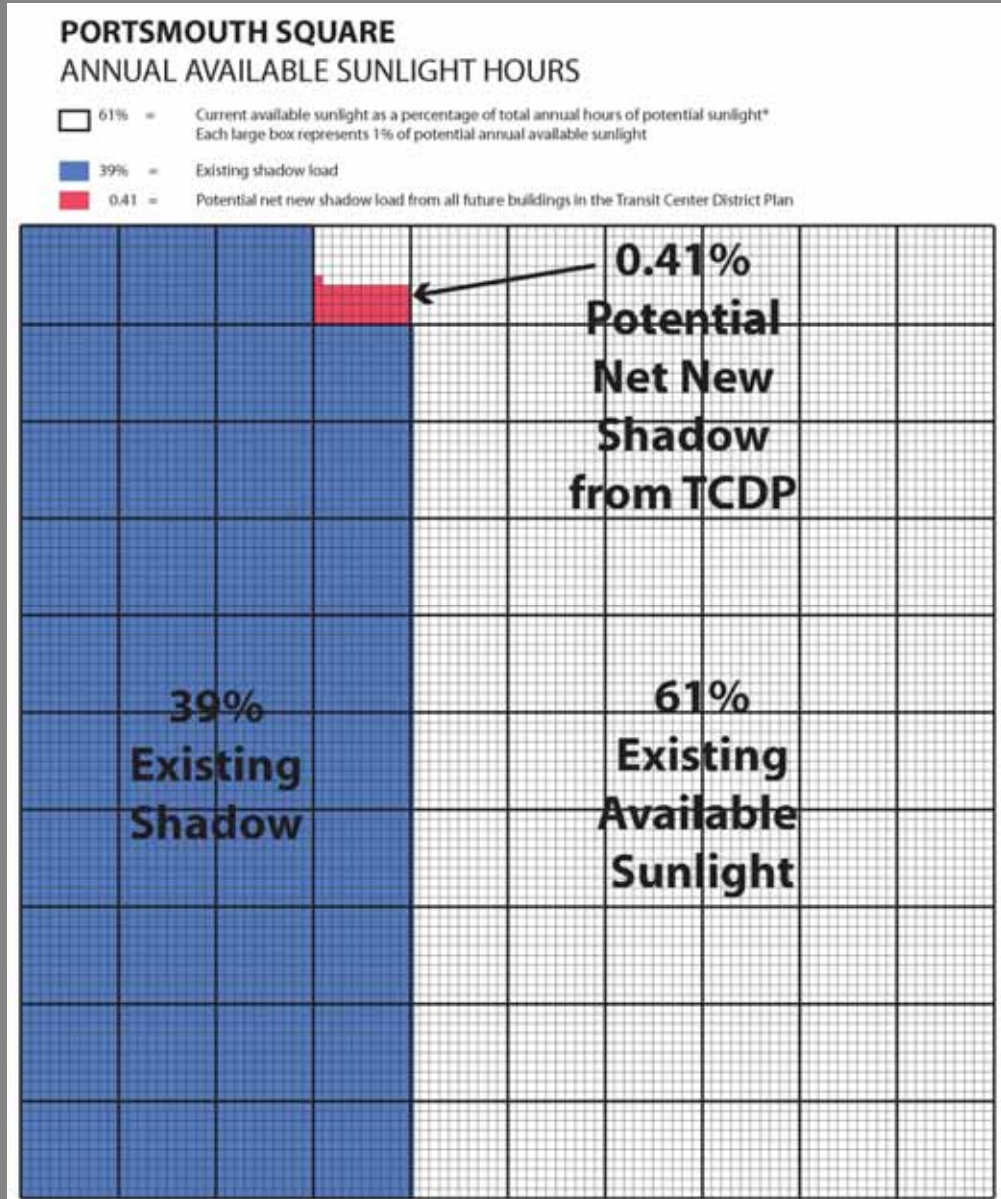 PORTSMOUTH SQUARE
ANNUAL AVAILABLE SUNLIGHT HOURS
61% = Current available sunlight as a percentage of total annual hours of potential sunlight*
Each large box represents 1% of potential annual available sunlight
39% = Existing shadow load
0.41 = Potential net new shadow load from all future buildings in the Transit Center District Plan
0.41%
Potential
Net New
Shadow
from TCDP
39%
Existing
Shadow
61%
Existing
Available
Sunlight